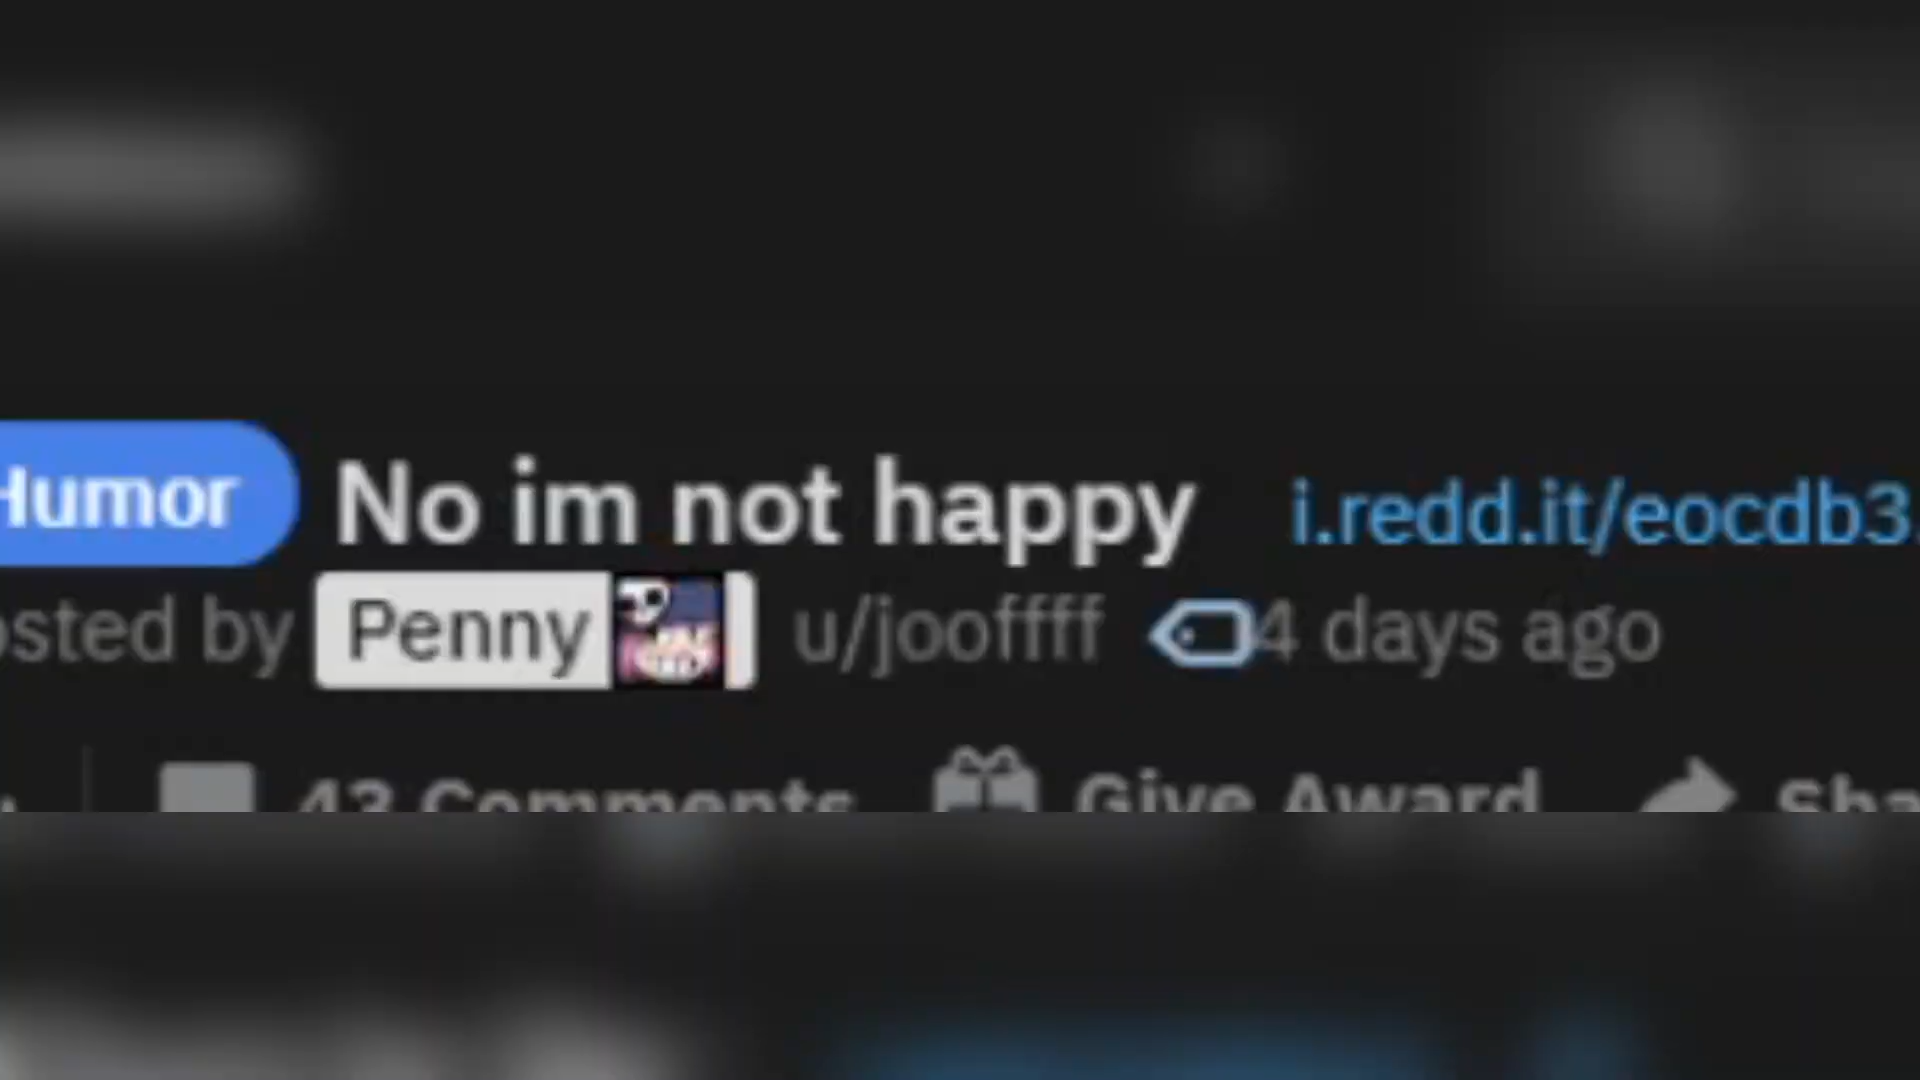 Humor No im not happy i.redd.it/eocdb3.
osted by Penny u/joofffff 4 days ago
43 Comments Give Award Sha